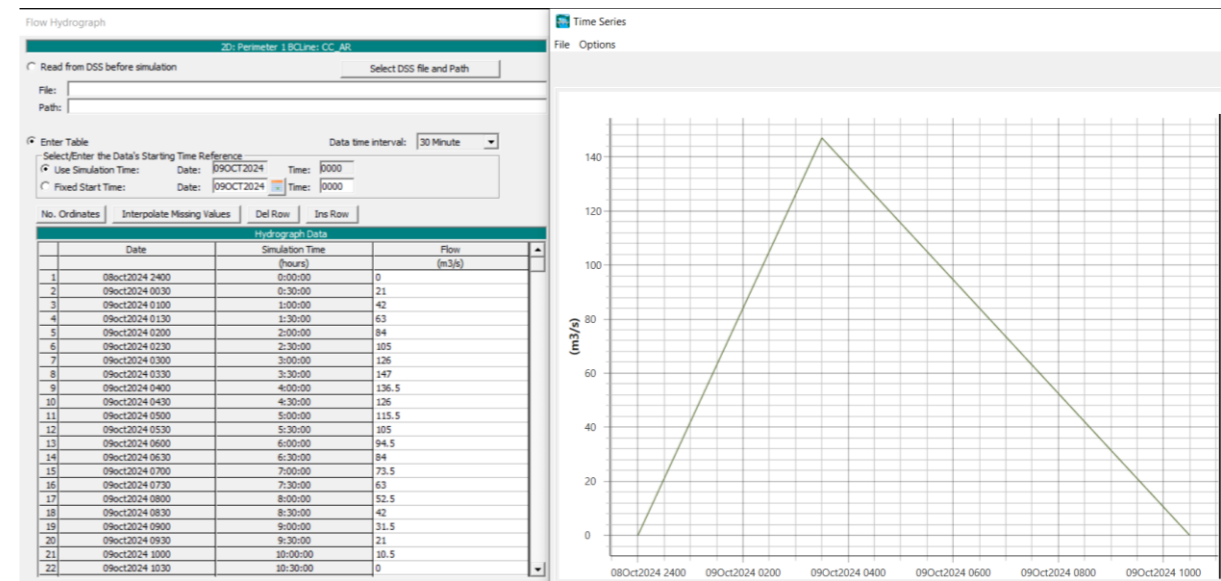 Flow Hydrograph
2D: Perimeter 1 BCLine: CC_AR
Read from DSS before simulation
Select DSS file and Path
File:
Path:
Enter Table
Data time interval: 30 Minute
Select/Enter the Data's Starting Time Reference
Use Simulation Time: Date: 09OCT2024 Time: 0000
Fixed Start Time: Date: 09OCT2024 Time: 0000
No. Ordinates Interpolate Missing Values Del Row Ins Row
Hydrograph Data
Date Simulation Time Flow
(hours) (m3/s)
1 08oct2024 2400 0:00:00 0
2 09oct2024 0030 0:30:00 21
3 09oct2024 0100 1:00:00 42
4 09oct2024 0130 1:30:00 63
5 09oct2024 0200 2:00:00 84
6 09oct2024 0230 2:30:00 105
7 09oct2024 0300 3:00:00 126
8 09oct2024 0330 3:30:00 147
9 09oct2024 0400 4:00:00 136.5
10 09oct2024 0430 4:30:00 126
11 09oct2024 0500 5:00:00 115.5
12 09oct2024 0530 5:30:00 105
13 09oct2024 0600 6:00:00 94.5
14 09oct2024 0630 6:30:00 84
15 09oct2024 0700 7:00:00 73.5
16 09oct2024 0730 7:30:00 63
17 09oct2024 0800 8:00:00 52.5
18 09oct2024 0830 8:30:00 42
19 09oct2024 0900 9:00:00 31.5
20 09oct2024 0930 9:30:00 21
21 09oct2024 1000 10:00:00 10.5
22 09oct2024 1030 10:30:00 0
Time Series
File Options
(m3/s)
140
120
100
80
60
40
20
0
08Oct2024 2400 09Oct2024 0200 09Oct2024 0400 09Oct2024 0600 09Oct2024 0800 09Oct2024 1000